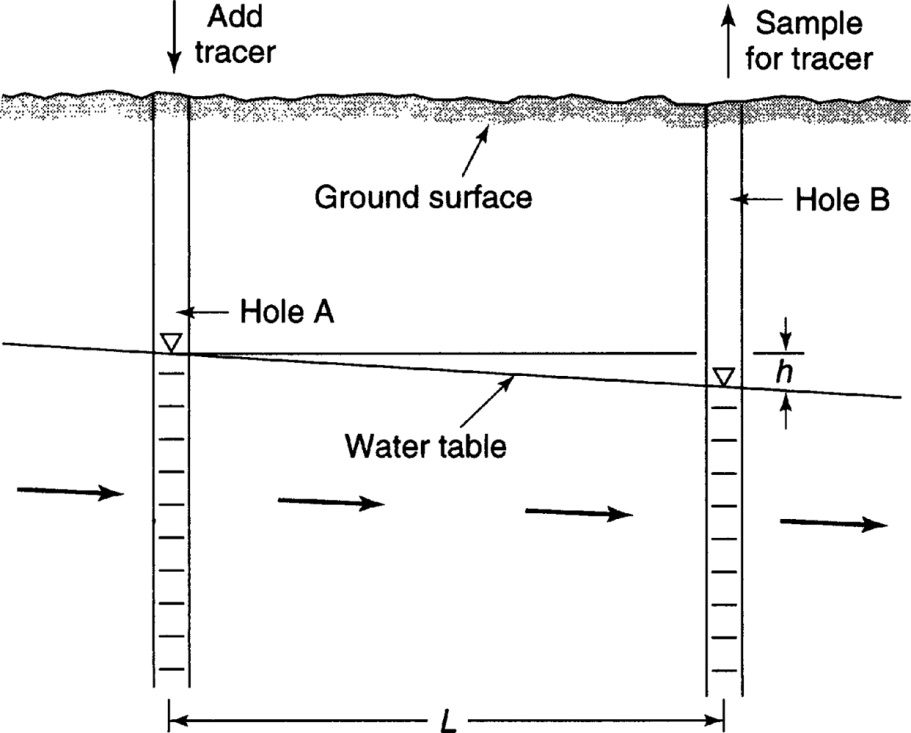 Add
tracer
Sample
for tracer
Ground surface
Hole B
Hole A
h
Water table
L